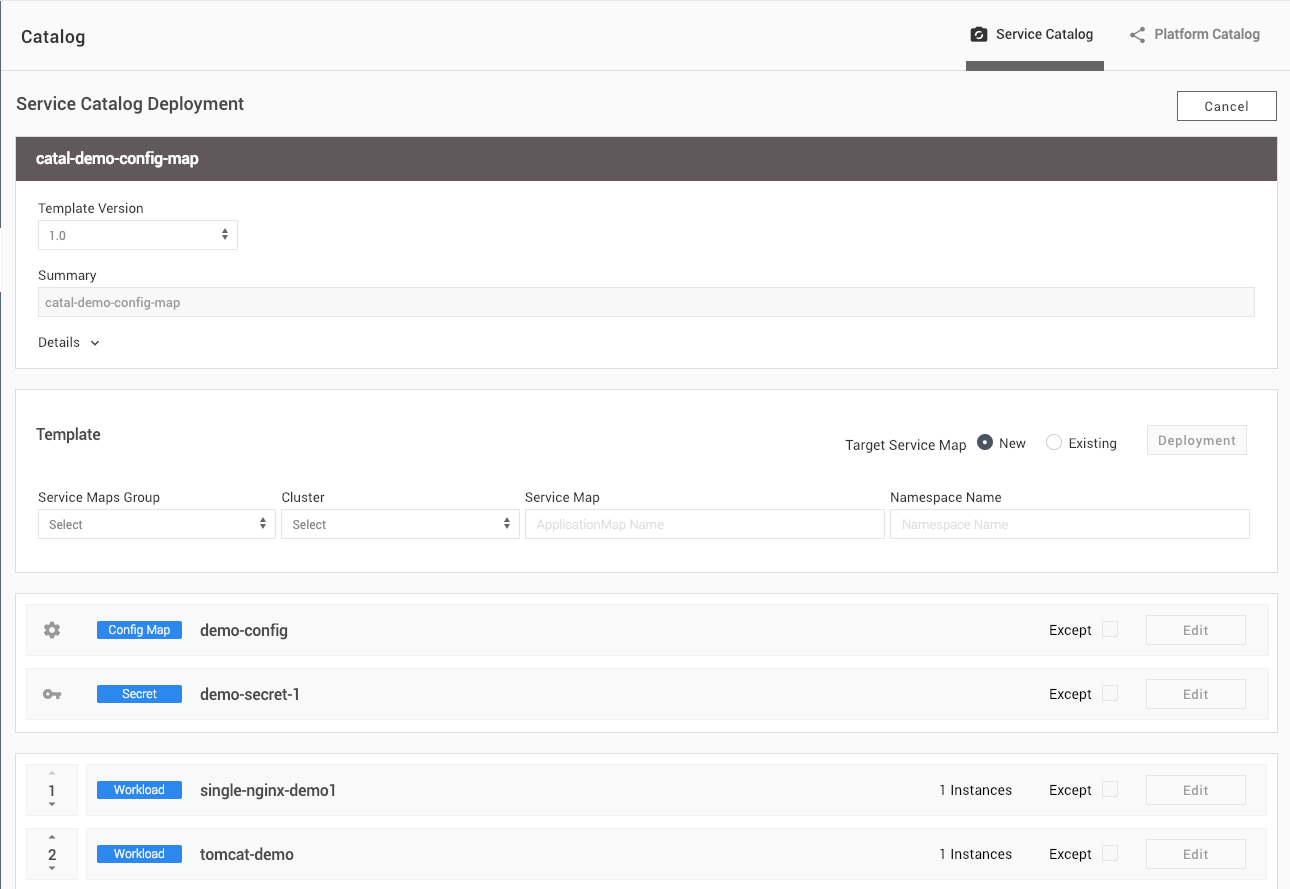 Catalog
Service Catalog
Platform Catalog
Service Catalog Deployment
Cancel
catal-demo-config-map
Template Version
1.0
Summary
catal-demo-config-map
Details
Template
Target Service Map New Existing Deployment
Service Maps Group Cluster Service Map Namespace Name
Select Select ApplicationMap Name Namespace Name
Config Map demo-config Except Edit
Secret demo-secret-1 Except Edit
1 Workload single-nginx-demo1 1 Instances Except Edit
2 Workload tomcat-demo 1 Instances Except Edit